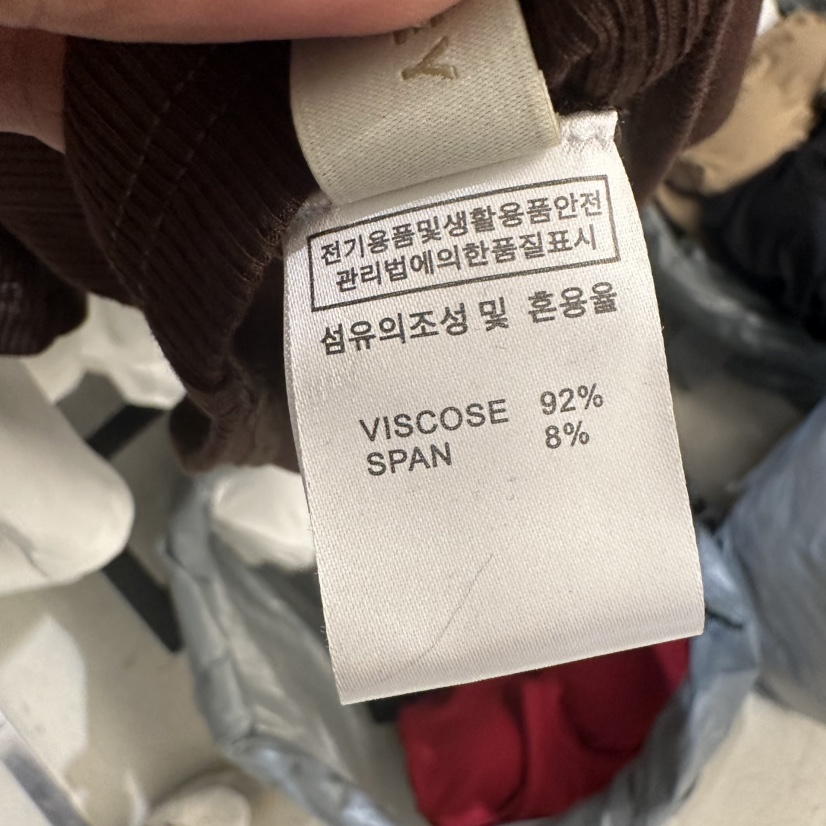 전기용품및생활용품안전
관리법에의한품질표시
섬유의조성 및 혼용율
VISCOSE 92%
SPAN 8%